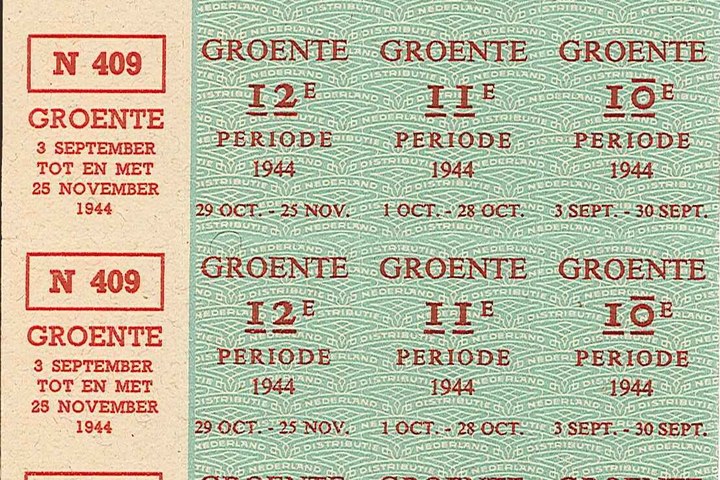 N 409
GROENTE
3 SEPTEMBER
TOT EN MET
25 NOVEMBER
1944
GROENTE GROENTE GROENTE
12E 11E 10E
PERIODE PERIODE PERIODE
1944 1944 1944
29 OCT. - 25 NOV. 1 OCT. - 28 OCT. 3 SEPT. - 30 SEPT.
N 409
GROENTE
3 SEPTEMBER
TOT EN MET
25 NOVEMBER
1944
GROENTE GROENTE GROENTE
12E 11E 10E
PERIODE PERIODE PERIODE
1944 1944 1944
29 OCT. - 25 NOV. 1 OCT. - 28 OCT. 3 SEPT. - 30 SEPT.